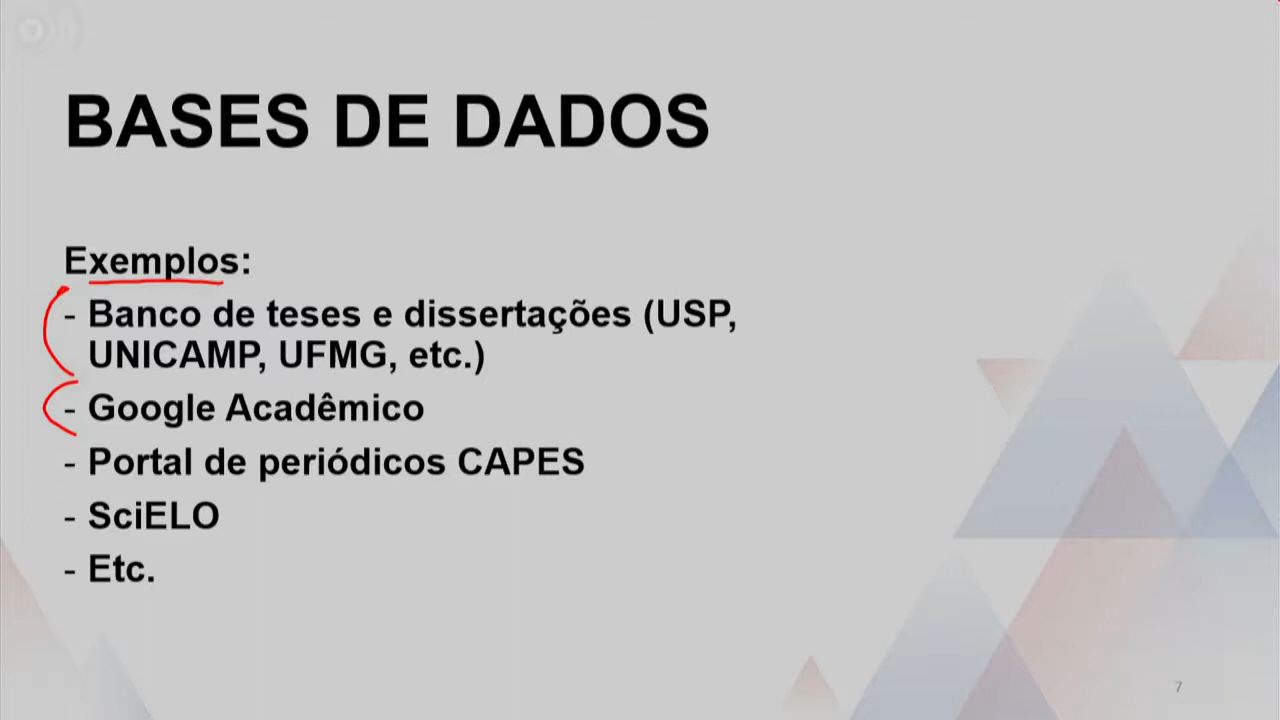 BASES DE DADOS
Exemplos:
- Banco de teses e dissertações (USP,
UNICAMP, UFMG, etc.)
- Google Acadêmico
- Portal de periódicos CAPES
- SciELO
- Etc.
7